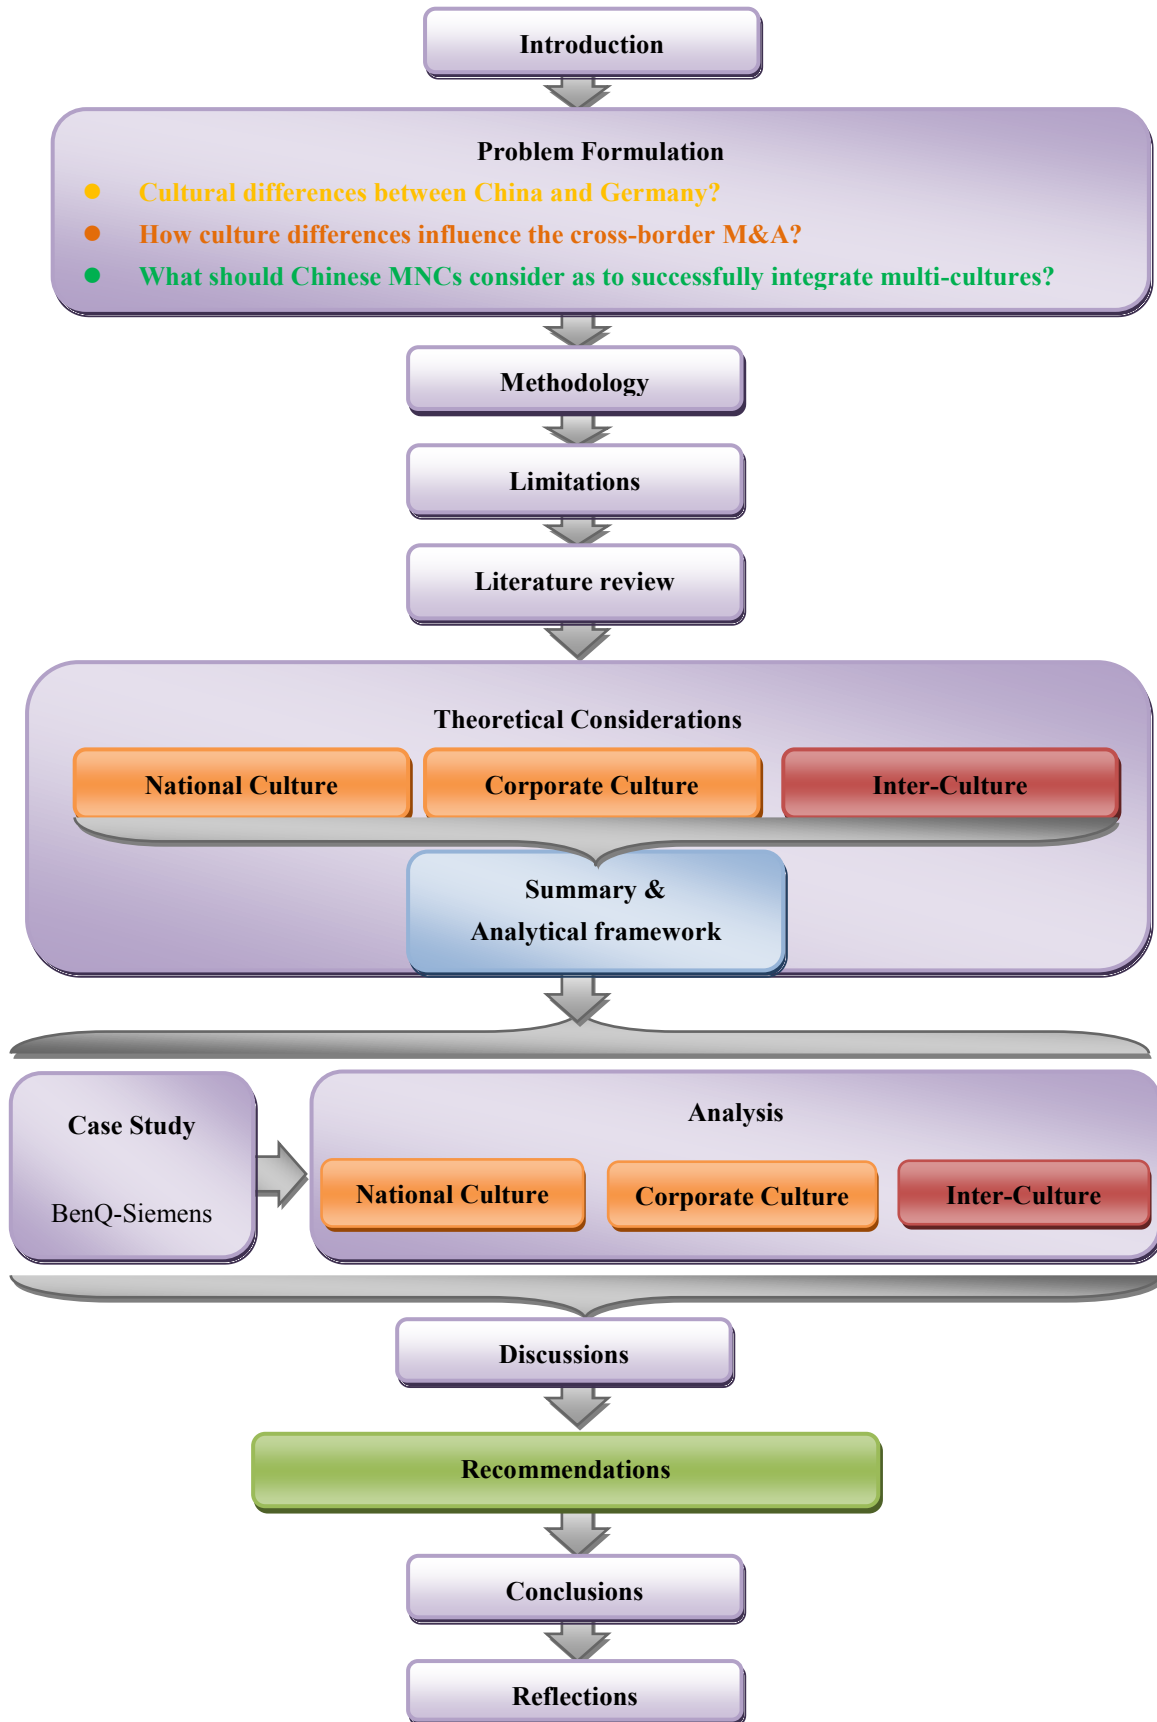 Introduction
Problem Formulation
Cultural differences between China and Germany?
How culture differences influence the cross-border M&A?
What should Chinese MNCs consider as to successfully integrate multi-cultures?
Methodology
Limitations
Literature review
Theoretical Considerations
National Culture
Corporate Culture
Inter-Culture
Summary &
Analytical framework
Case Study
BenQ-Siemens
Analysis
National Culture
Corporate Culture
Inter-Culture
Discussions
Recommendations
Conclusions
Reflections